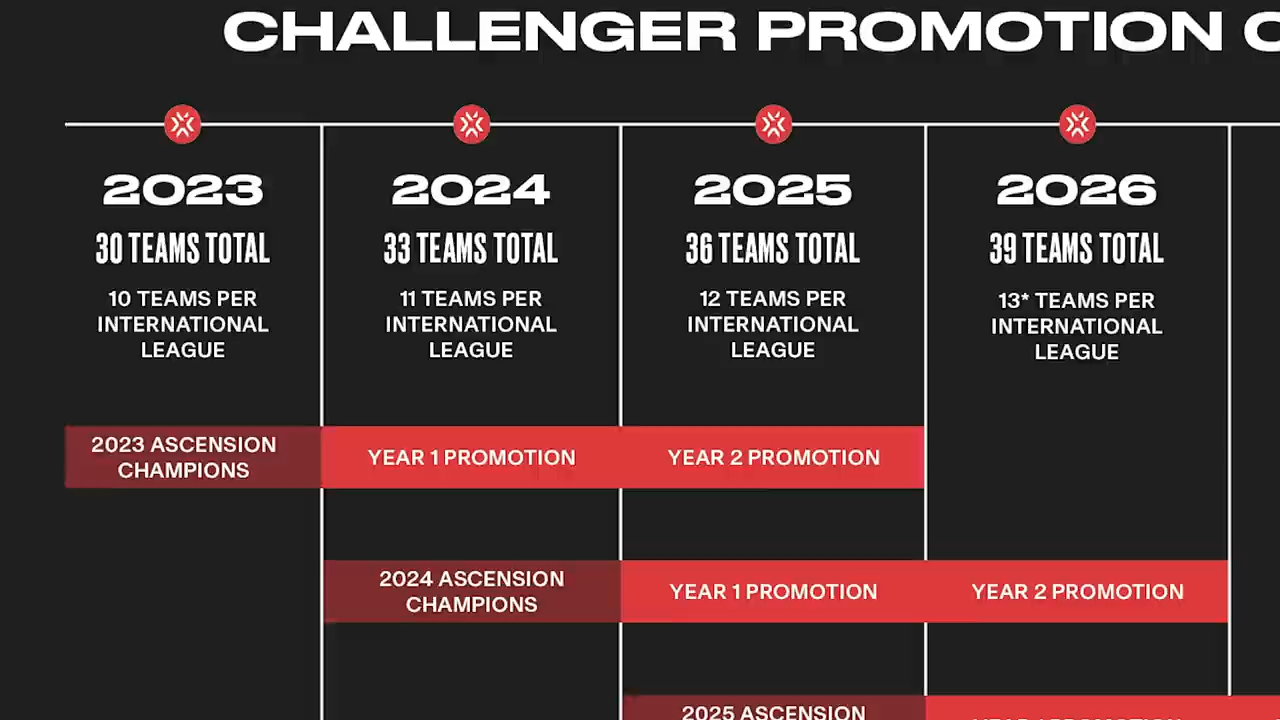 CHALLENGER PROMOTION
2023
30 TEAMS TOTAL
10 TEAMS PER
INTERNATIONAL
LEAGUE
2024
33 TEAMS TOTAL
11 TEAMS PER
INTERNATIONAL
LEAGUE
2025
36 TEAMS TOTAL
12 TEAMS PER
INTERNATIONAL
LEAGUE
2026
39 TEAMS TOTAL
13* TEAMS PER
INTERNATIONAL
LEAGUE
2023 ASCENSION
CHAMPIONS
YEAR 1 PROMOTION
YEAR 2 PROMOTION
2024 ASCENSION
CHAMPIONS
YEAR 1 PROMOTION
YEAR 2 PROMOTION
2025 ASCENSION